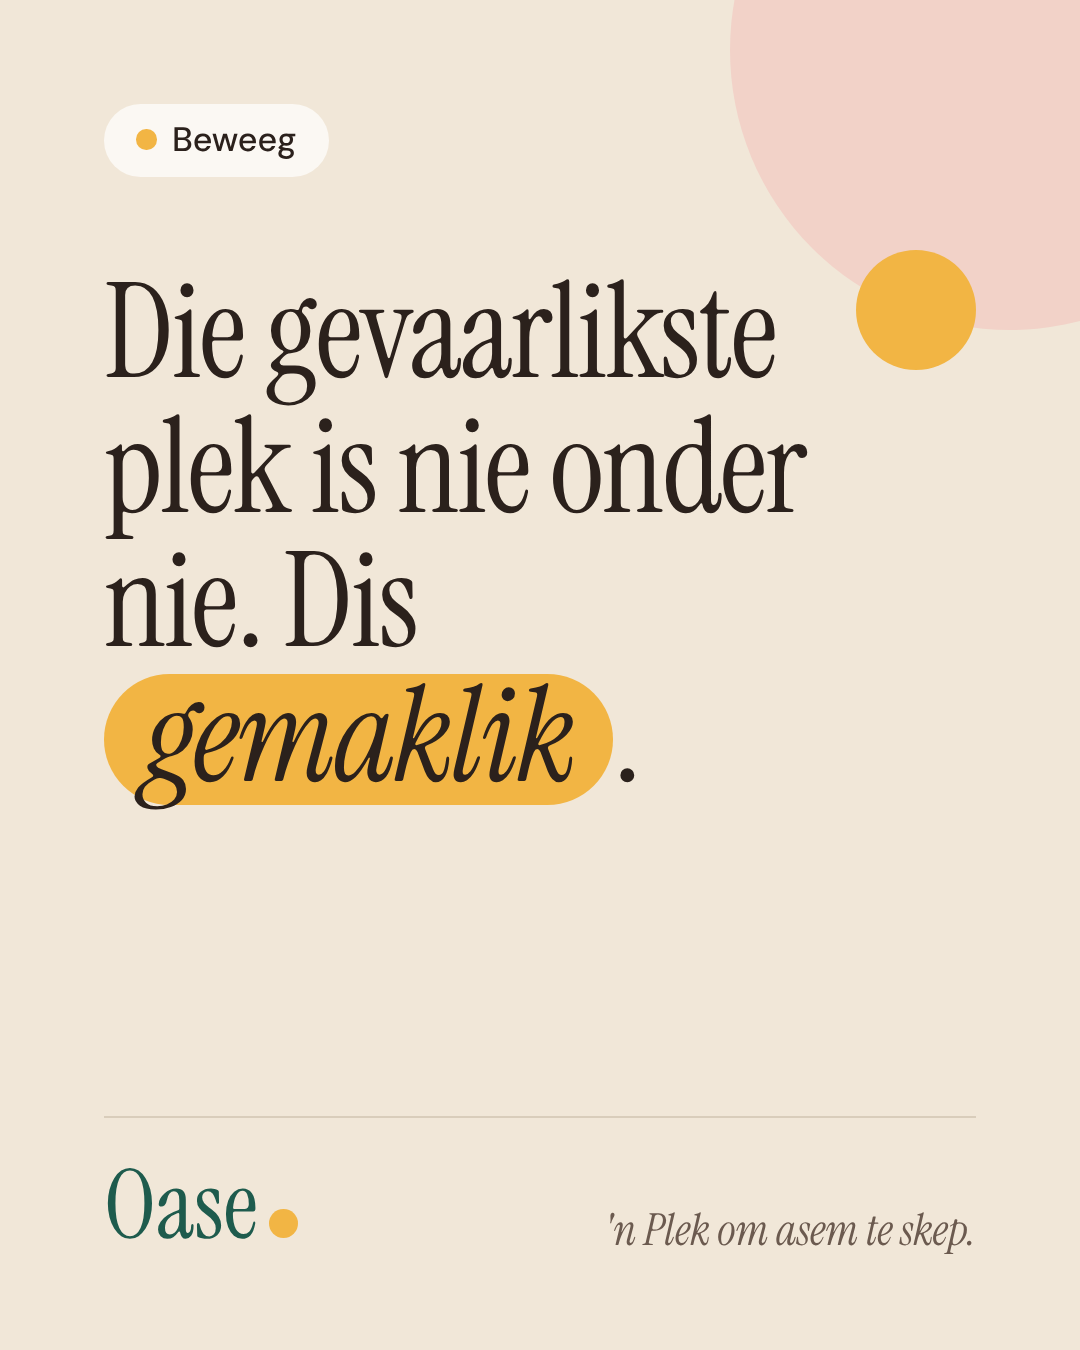 Beweeg
Die gevaarlikste
plek is nie onder
nie. Dis
gemaklik.
Oase
'n Plek om asem te skep.